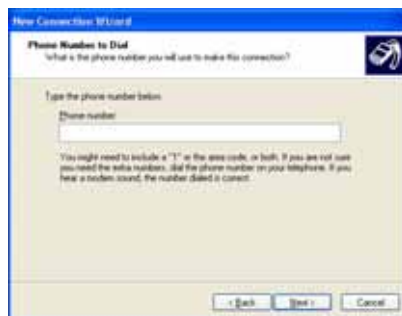 New Connection Wizard
Phone Number to Dial
What is the phone number you will use to make this connection?
Type the phone number below.
Phone number:
You might need to include a "1" or the area code, or both. If you are not sure
you need the extra numbers, dial the phone number on your telephone. If you
hear a modem sound, the number dialed is correct.
< Back
Next >
Cancel